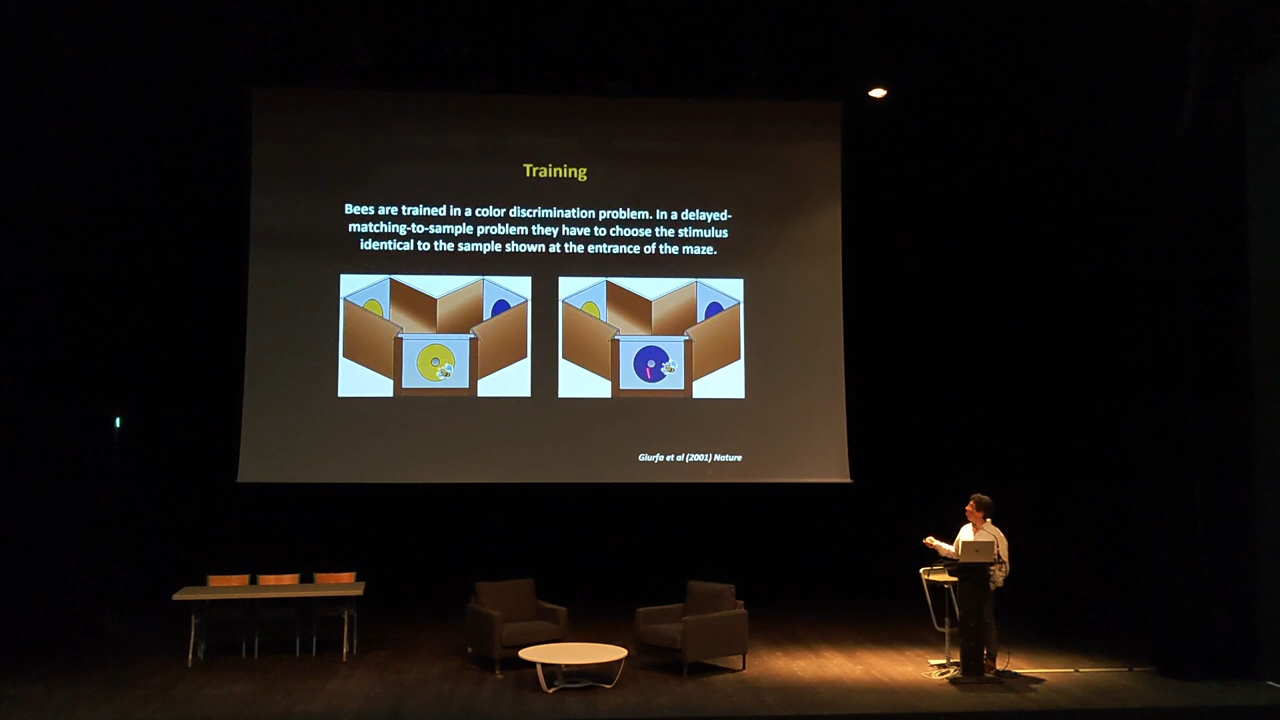 Training
Bees are trained in a color discrimination problem. In a delayed-
matching-to-sample problem they have to choose the stimulus
identical to the sample shown at the entrance of the maze.
Giurfa et al (2001) Nature